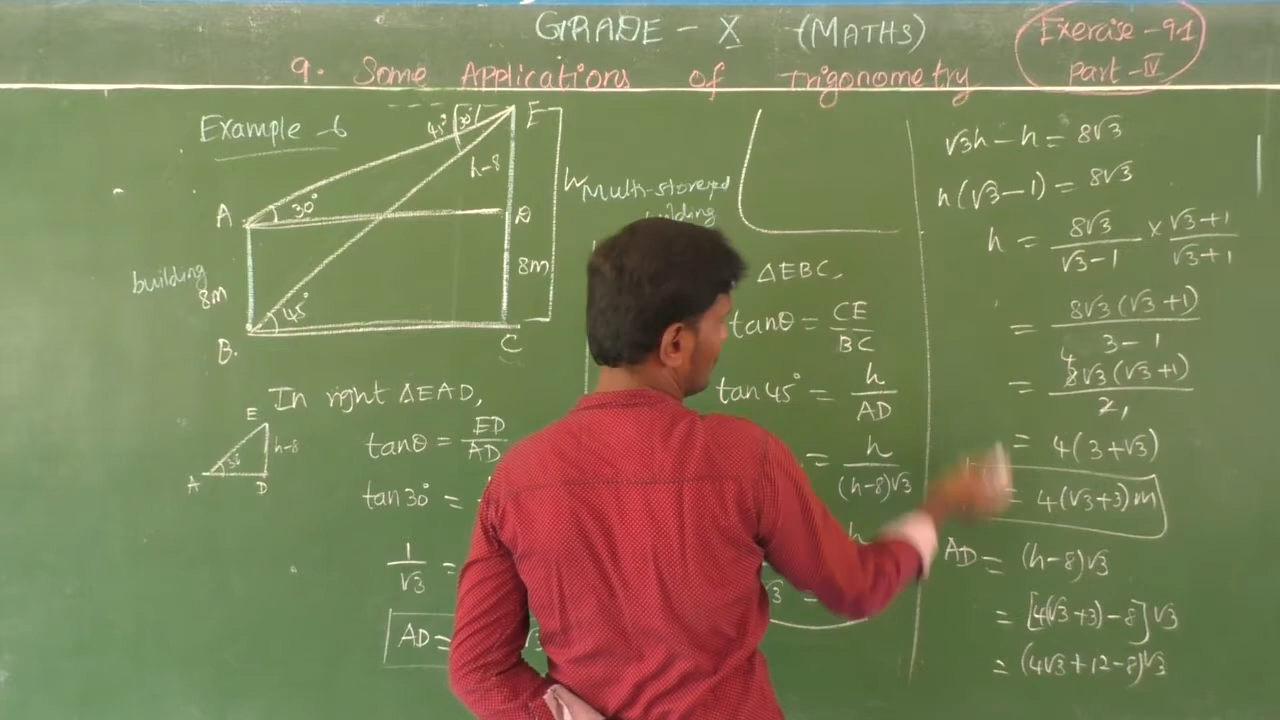 GRADE - X (MATHS)
Exercise - 9.1
Part - IV
9. Some Applications of Trigonometry
Example - 6
45° 30° E
h-8
A 30° D
building
8m
8m
B 45° C
Multi-storeyed
building
In right △EAD,
E
h-8
30°
A D
tanθ = ED/AD
tan30° =
1/√3 =
AD =
△EBC,
tanθ = CE/BC
tan45° = h/AD
= h/(h-8)√3
√3h - h = 8√3
h(√3-1) = 8√3
h = 8√3/√3-1 × √3+1/√3+1
= 8√3(√3+1)/3-1
= 8√3(√3+1)/2
= 4(3+√3)
= 4(√3+3)m
AD = (h-8)√3
= [4(√3+3)-8]√3
= (4√3+12-8)√3